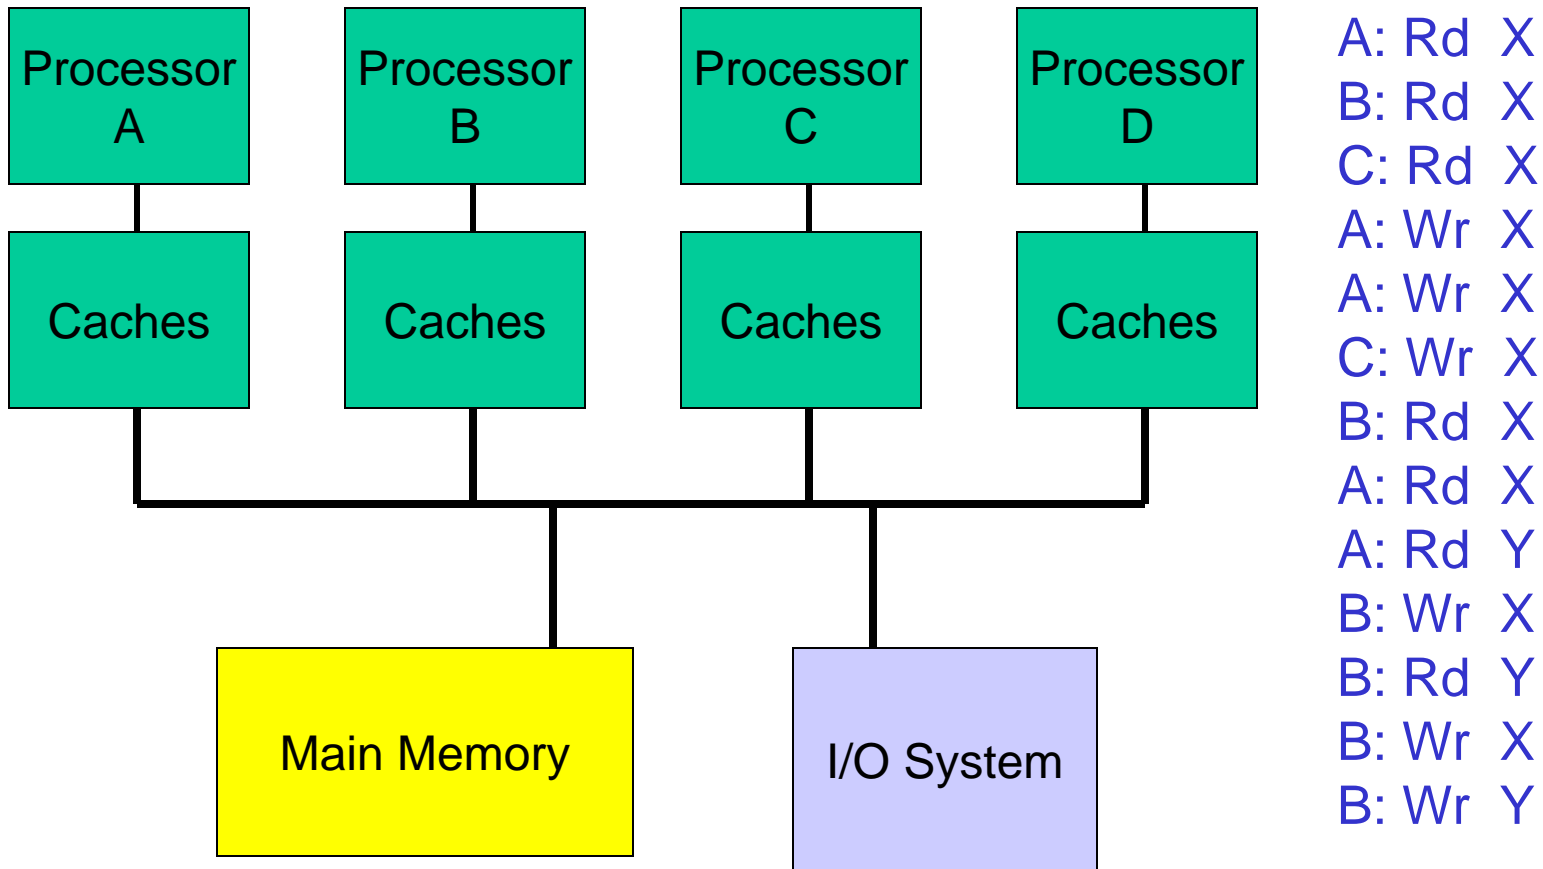 Processor
A
Processor
B
Processor
C
Processor
D
Caches
Caches
Caches
Caches
Main Memory
I/O System
A: Rd X
B: Rd X
C: Rd X
A: Wr X
A: Wr X
C: Wr X
B: Rd X
A: Rd X
A: Rd Y
B: Wr X
B: Rd Y
B: Wr X
B: Wr Y